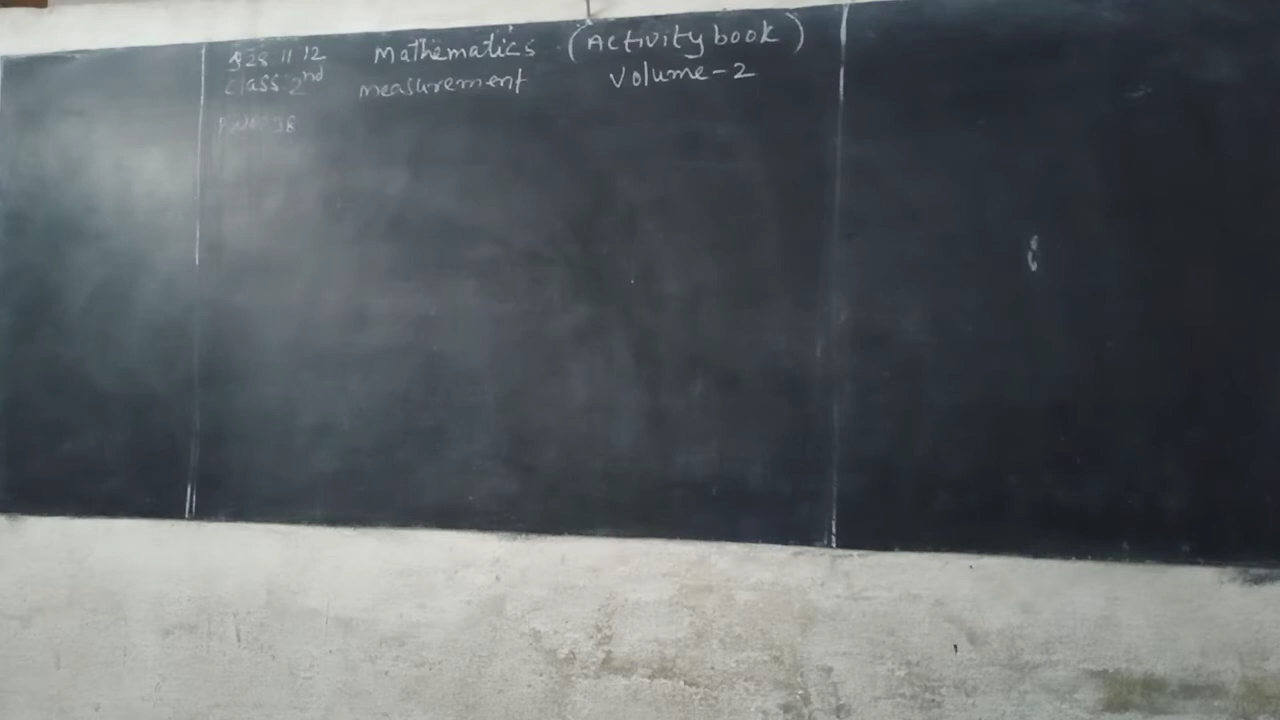 Mathematics (Activity book)
Class 2nd measurement Volume-2